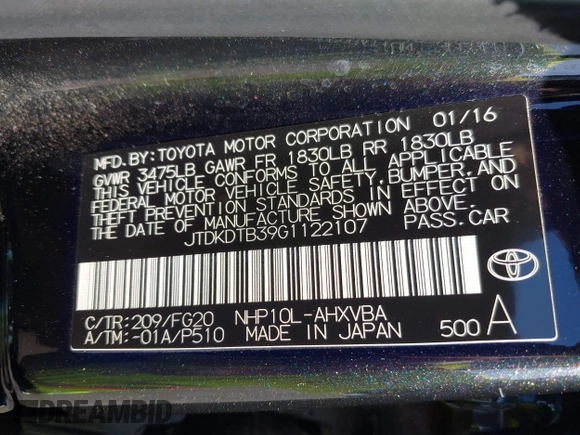 MFD.BY:TOYOTA MOTOR CORPORATION 01/16
GVWR 3475LB GAWR FR 1830LB RR 1830LB
THIS VEHICLE CONFORMS TO ALL APPLICABLE
FEDERAL MOTOR VEHICLE SAFETY, BUMPER, AND
THEFT PREVENTION STANDARDS IN EFFECT ON
THE DATE OF MANUFACTURE SHOWN ABOVE.
JTDKDTB39G1122107 PASS.CAR
C/TR:209/FG20 NHP10L-AHXVBA
A/TM:-01A/P510 MADE IN JAPAN 500 A
DREAMBID